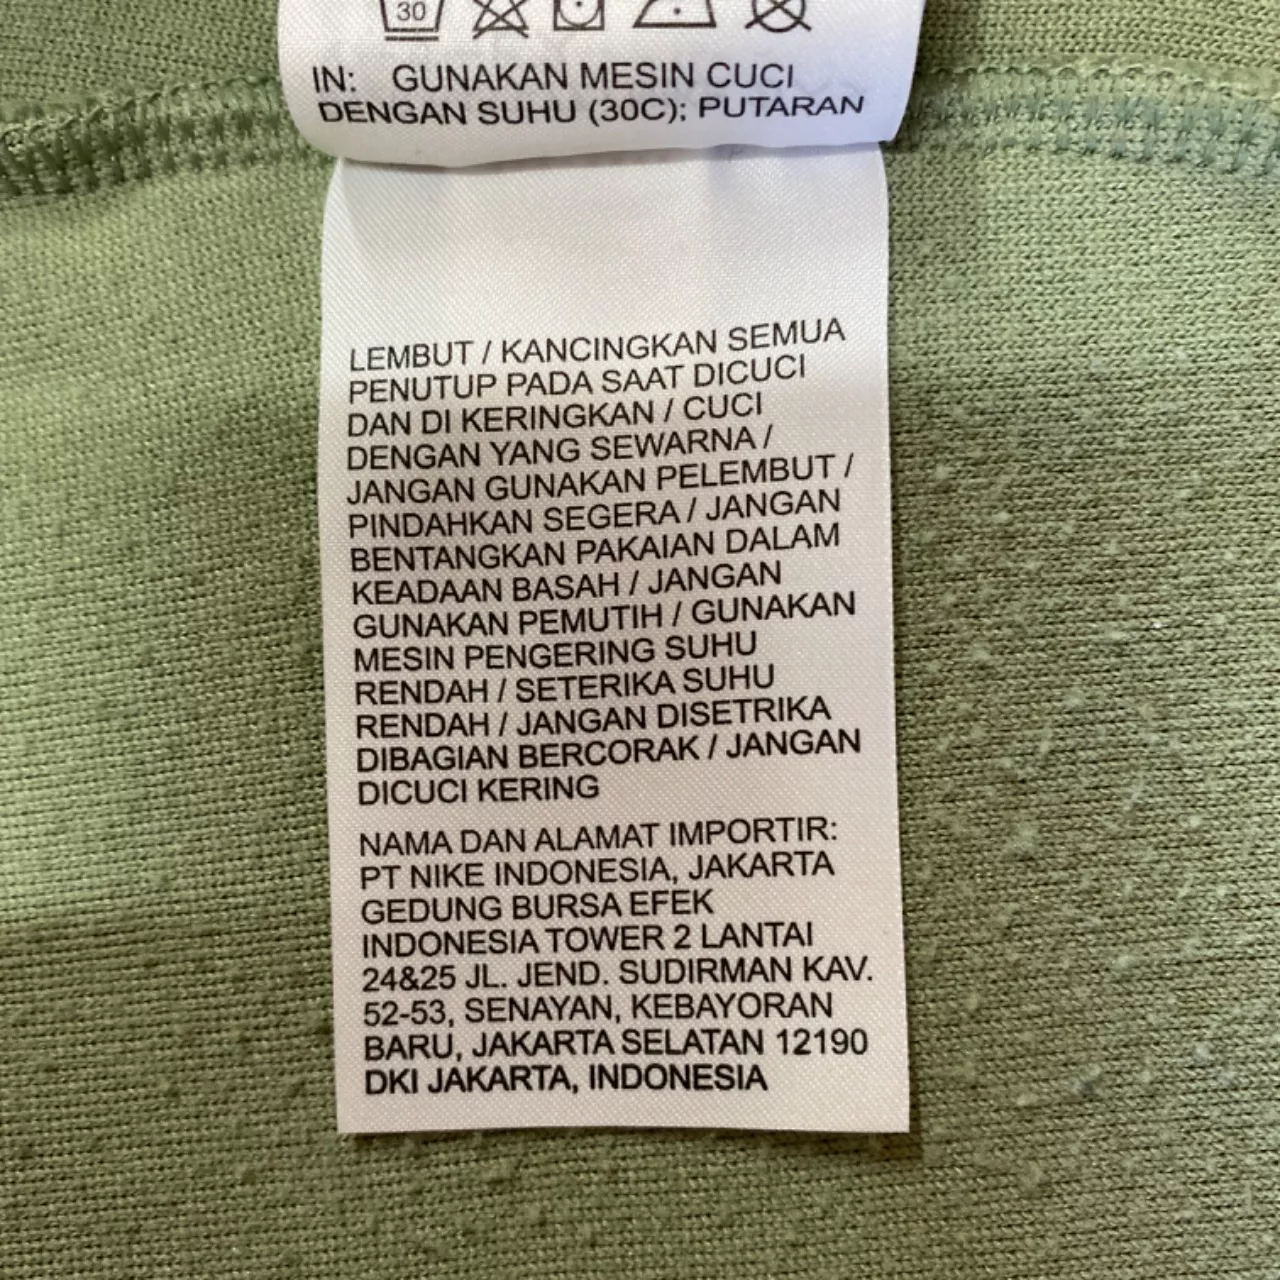 30
IN: GUNAKAN MESIN CUCI
DENGAN SUHU (30C); PUTARAN
LEMBUT / KANCINGKAN SEMUA
PENUTUP PADA SAAT DICUCI
DAN DI KERINGKAN / CUCI
DENGAN YANG SEWARNA /
JANGAN GUNAKAN PELEMBUT /
PINDAHKAN SEGERA / JANGAN
BENTANGKAN PAKAIAN DALAM
KEADAAN BASAH / JANGAN
GUNAKAN PEMUTIH / GUNAKAN
MESIN PENGERING SUHU
RENDAH / SETERIKA SUHU
RENDAH / JANGAN DISETRIKA
DIBAGIAN BERCORAK / JANGAN
DICUCI KERING
NAMA DAN ALAMAT IMPORTIR:
PT NIKE INDONESIA, JAKARTA
GEDUNG BURSA EFEK
INDONESIA TOWER 2 LANTAI
24&25 JL. JEND. SUDIRMAN KAV.
52-53, SENAYAN, KEBAYORAN
BARU, JAKARTA SELATAN 12190
DKI JAKARTA, INDONESIA